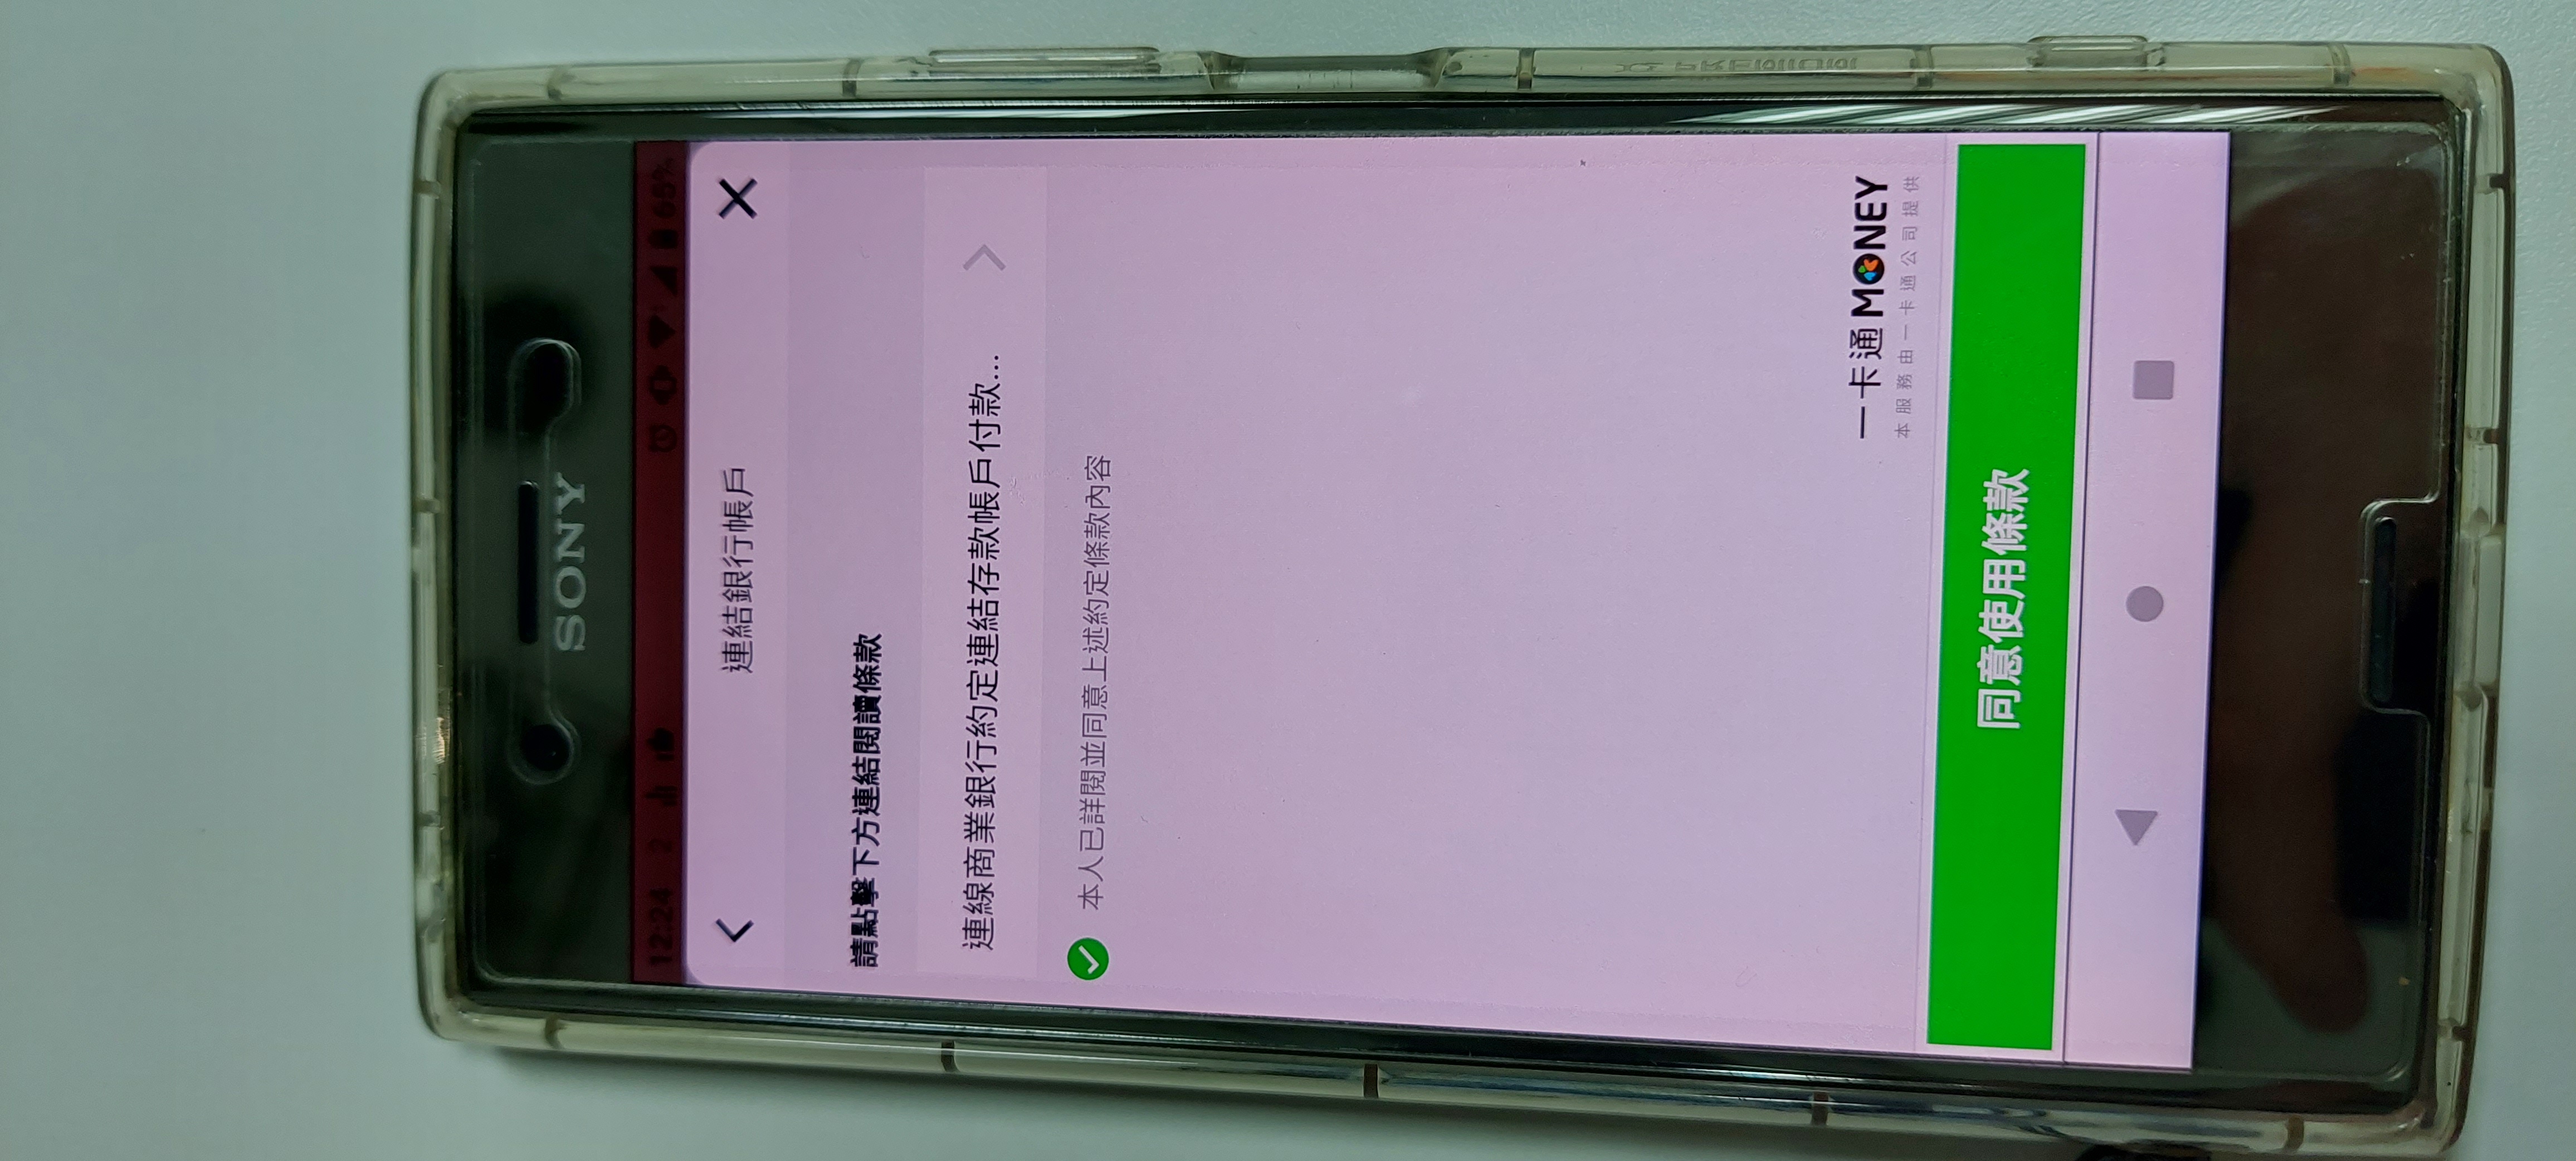 SONY
12:24 2 65%
連結銀行帳戶
請點擊下方連結閱讀條款
連線商業銀行約定連結存款帳戶付款...
本人已詳閱並同意上述約定條款內容
一卡通 MONEY
本服務由一卡通公司提供
同意使用條款